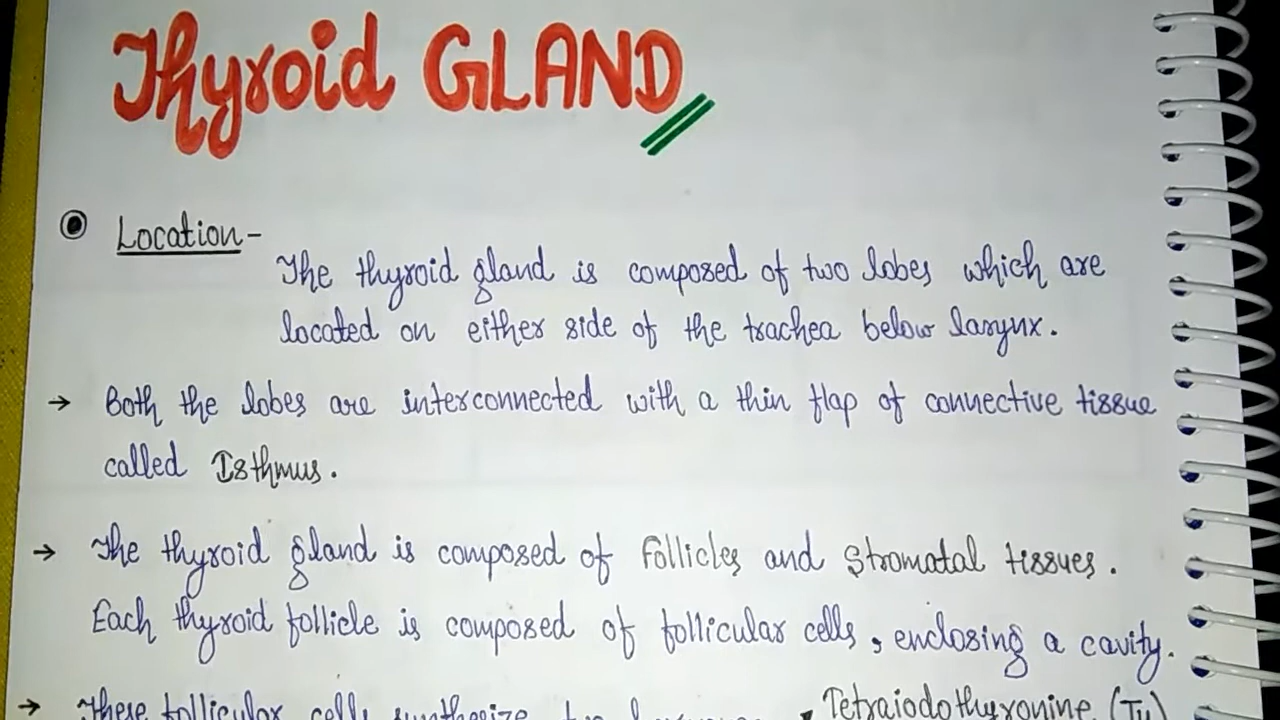 Thyroid GLAND
Location-
The thyroid gland is composed of two lobes which are
located on either side of the trachea below larynx.
→ Both the lobes are interconnected with a thin flap of connective tissue
called Isthmus.
→ The thyroid gland is composed of Follicles and Stromatal tissues.
Each thyroid follicle is composed of follicular cells, enclosing a cavity.
→ These follicular cells synthesize two Tetraiodothyronine (T4)